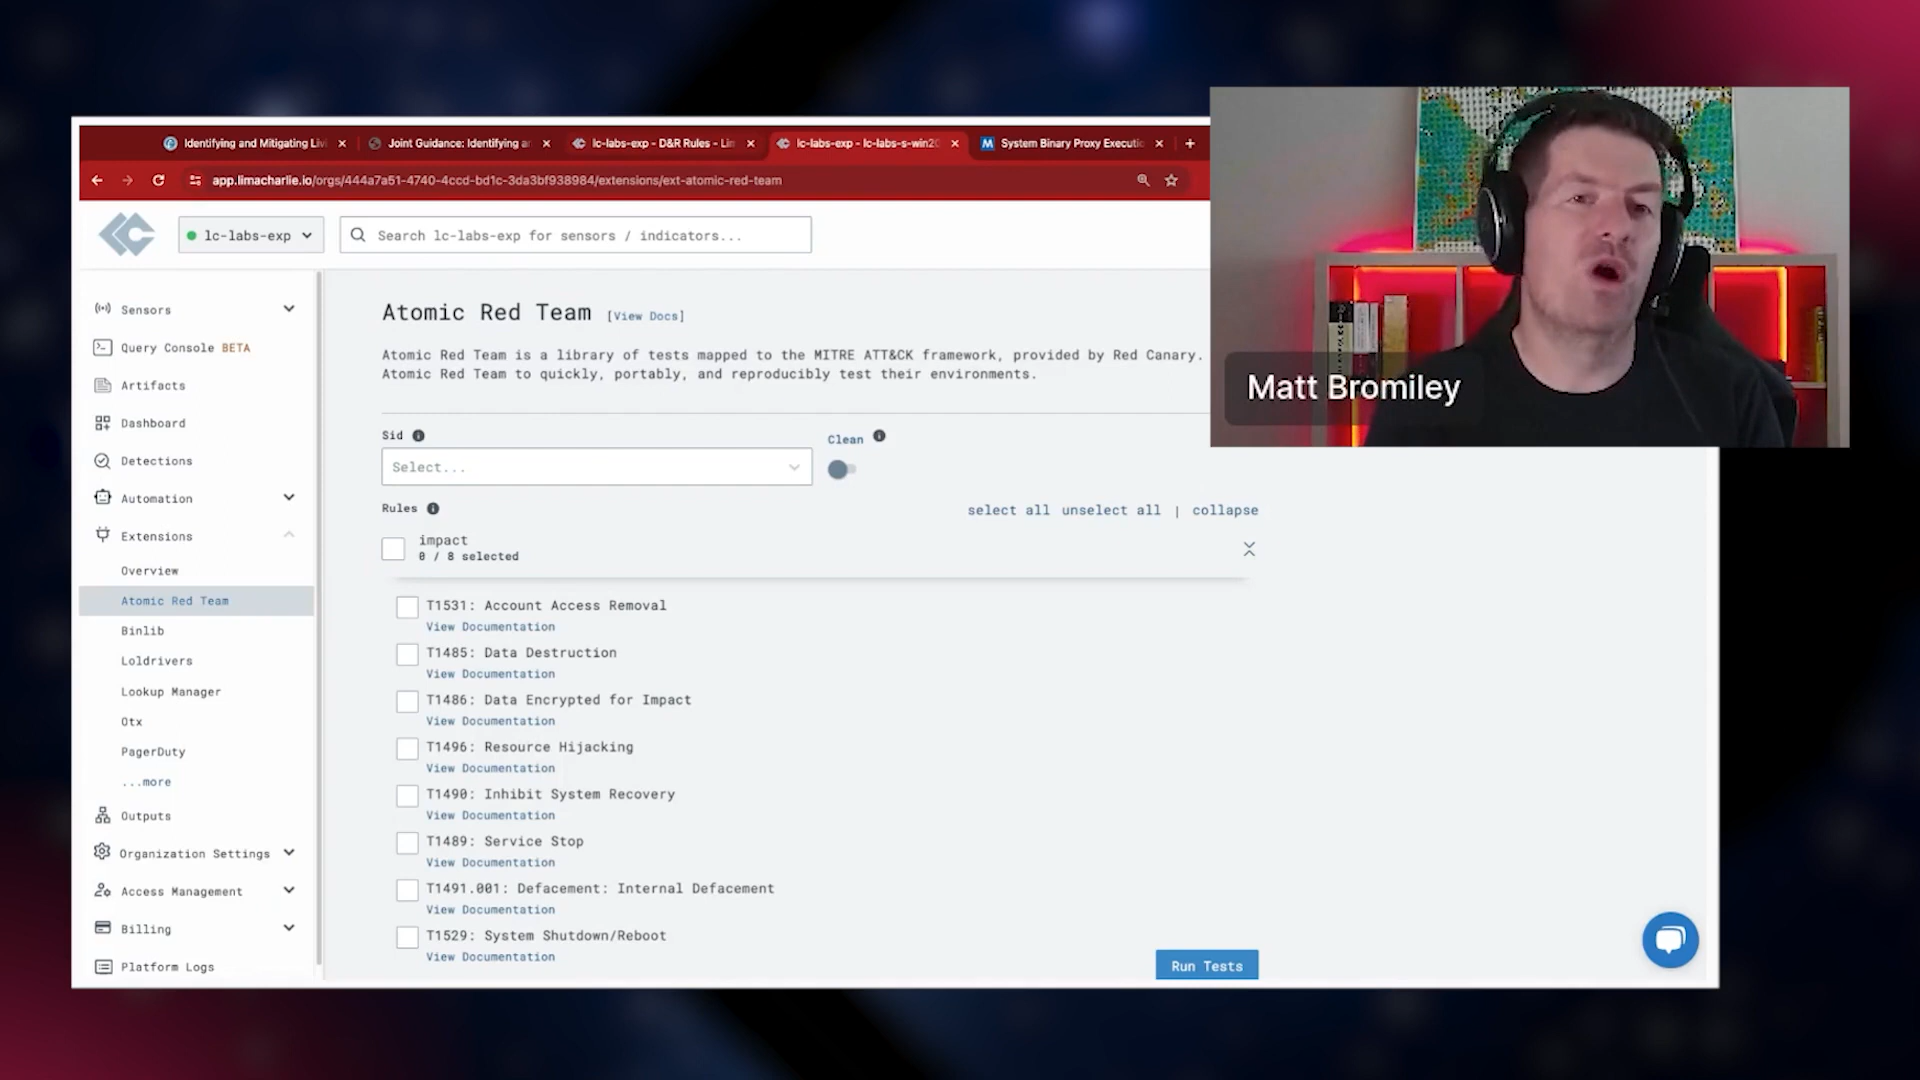 Identifying and Mitigating Livi
Joint Guidance: Identifying ar
lc-labs-exp - D&R Rules - Lim
lc-labs-exp - lc-labs-s-win20
System Binary Proxy Executio
app.limacharlie.io/orgs/444a7a51-4740-4ccd-bd1c-3da3bf938984/extensions/ext-atomic-red-team
lc-labs-exp
Search lc-labs-exp for sensors / indicators...
Sensors
Query Console BETA
Artifacts
Dashboard
Detections
Automation
Extensions
Overview
Atomic Red Team
Binlib
Loldrivers
Lookup Manager
Otx
PagerDuty
...more
Outputs
Organization Settings
Access Management
Billing
Platform Logs
Atomic Red Team [View Docs]
Atomic Red Team is a library of tests mapped to the MITRE ATT&CK framework, provided by Red Canary.
Atomic Red Team to quickly, portably, and reproducibly test their environments.
Sid
Select...
Clean
Rules
select all unselect all | collapse
impact
0 / 8 selected
T1531: Account Access Removal
View Documentation
T1485: Data Destruction
View Documentation
T1486: Data Encrypted for Impact
View Documentation
T1496: Resource Hijacking
View Documentation
T1490: Inhibit System Recovery
View Documentation
T1489: Service Stop
View Documentation
T1491.001: Defacement: Internal Defacement
View Documentation
T1529: System Shutdown/Reboot
View Documentation
Run Tests
Matt Bromiley